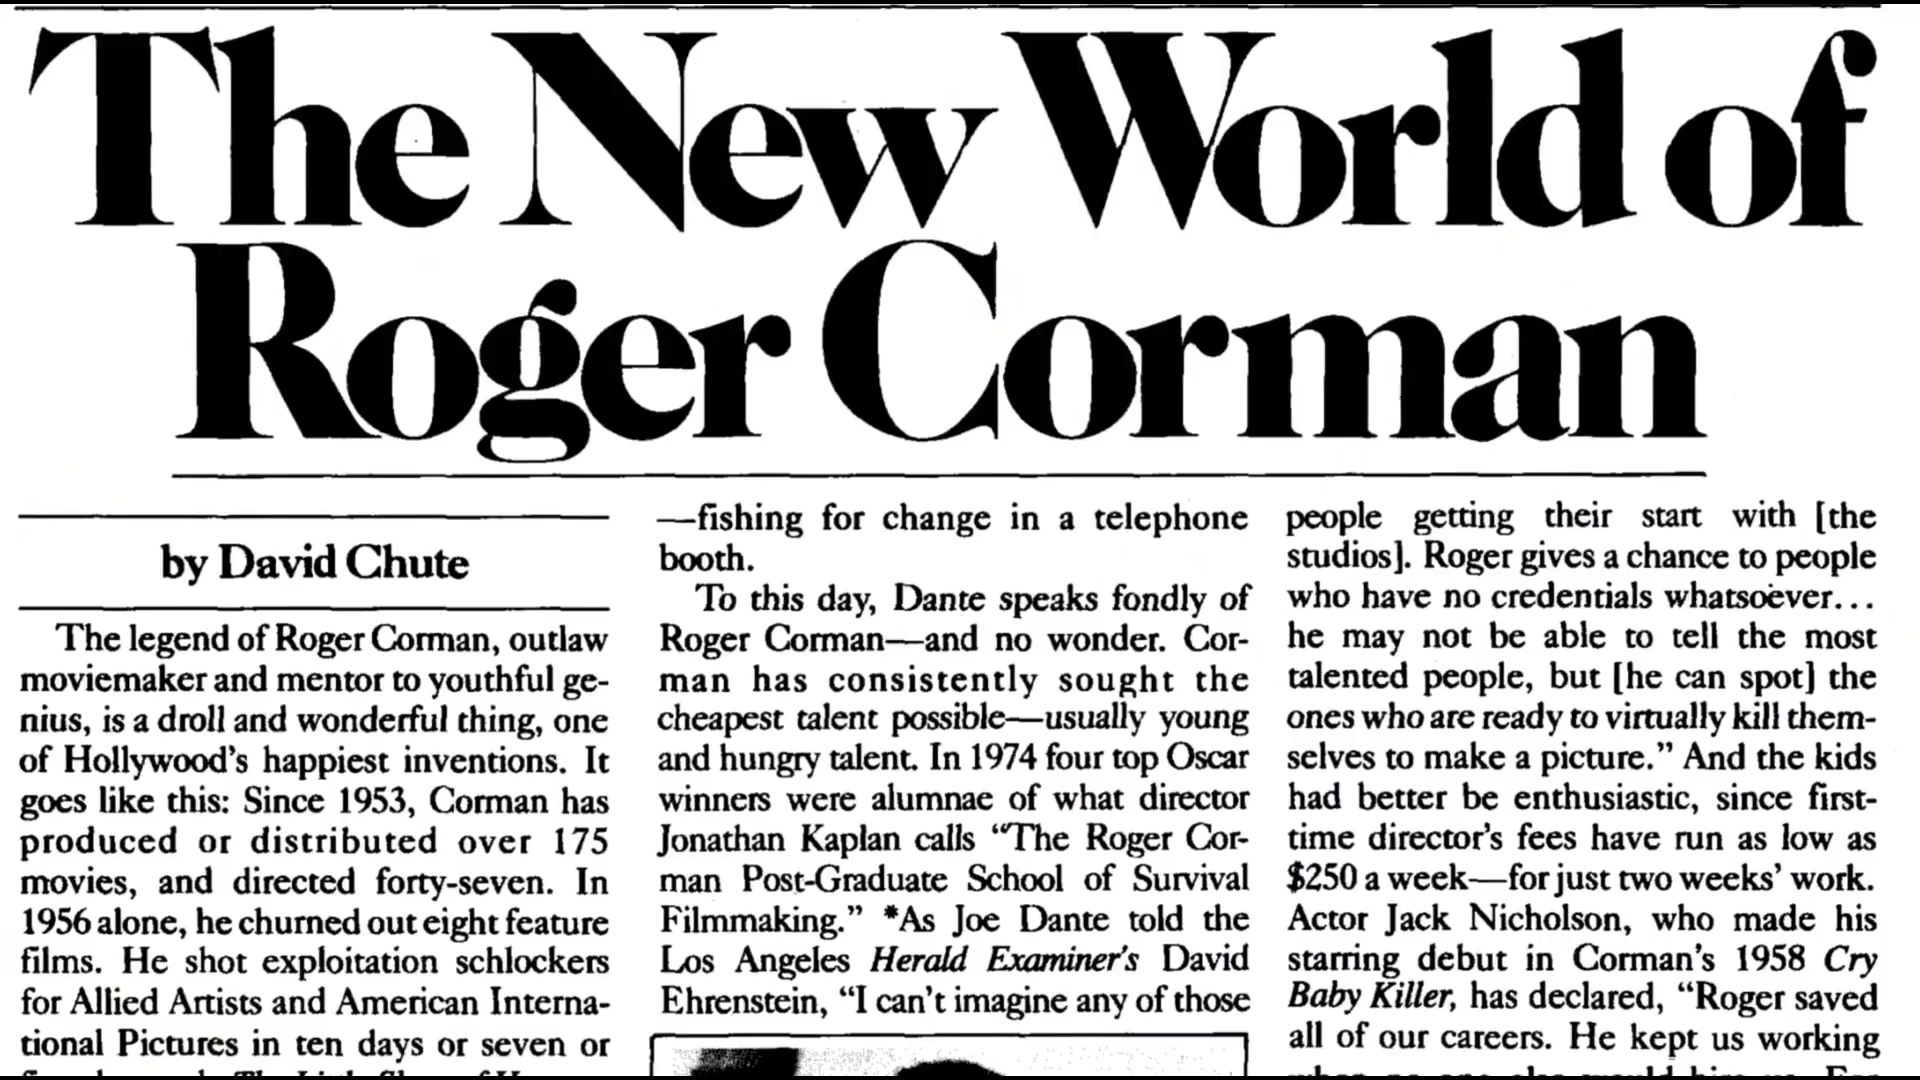 The New World of
Roger Corman
by David Chute
The legend of Roger Corman, outlaw
moviemaker and mentor to youthful ge-
nius, is a droll and wonderful thing, one
of Hollywood's happiest inventions. It
goes like this: Since 1953, Corman has
produced or distributed over 175
movies, and directed forty-seven. In
1956 alone, he churned out eight feature
films. He shot exploitation schlockers
for Allied Artists and American Interna-
tional Pictures in ten days or seven or
—fishing for change in a telephone
booth.
To this day, Dante speaks fondly of
Roger Corman—and no wonder. Cor-
man has consistently sought the
cheapest talent possible—usually young
and hungry talent. In 1974 four top Oscar
winners were alumnae of what director
Jonathan Kaplan calls “The Roger Cor-
man Post-Graduate School of Survival
Filmmaking.” *As Joe Dante told the
Los Angeles Herald Examiner's David
Ehrenstein, “I can't imagine any of those
people getting their start with [the
studios]. Roger gives a chance to people
who have no credentials whatsoever...
he may not be able to tell the most
talented people, but [he can spot] the
ones who are ready to virtually kill them-
selves to make a picture.” And the kids
had better be enthusiastic, since first-
time director's fees have run as low as
$250 a week—for just two weeks' work.
Actor Jack Nicholson, who made his
starring debut in Corman's 1958 Cry
Baby Killer, has declared, “Roger saved
all of our careers. He kept us working